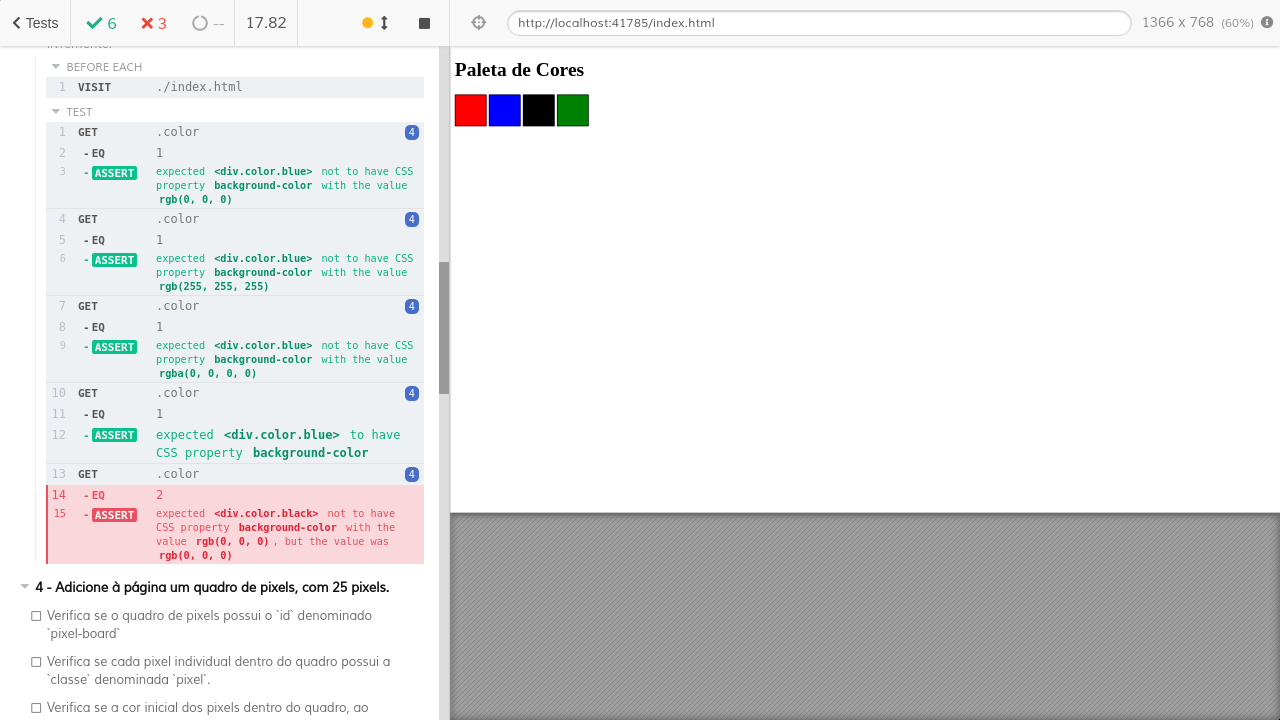 Tests 6 3 -- 17.82 http://localhost:41785/index.html 1366 x 768 (60%)
livremente.
BEFORE EACH
1 VISIT ./index.html
TEST
1 GET .color 4
2 - EQ 1
3 - ASSERT expected <div.color.blue> not to have CSS
property background-color with the value
rgb(0, 0, 0)
4 GET .color 4
5 - EQ 1
6 - ASSERT expected <div.color.blue> not to have CSS
property background-color with the value
rgb(255, 255, 255)
7 GET .color 4
8 - EQ 1
9 - ASSERT expected <div.color.blue> not to have CSS
property background-color with the value
rgba(0, 0, 0, 0)
10 GET .color 4
11 - EQ 1
12 - ASSERT expected <div.color.blue> to have
CSS property background-color
13 GET .color 4
14 - EQ 2
15 - ASSERT expected <div.color.black> not to have
CSS property background-color with the
value rgb(0, 0, 0) , but the value was
rgb(0, 0, 0)
4 - Adicione à página um quadro de pixels, com 25 pixels.
Verifica se o quadro de pixels possui o `id` denominado
`pixel-board`
Verifica se cada pixel individual dentro do quadro possui a
`classe` denominada `pixel`.
Verifica se a cor inicial dos pixels dentro do quadro, ao
Paleta de Cores